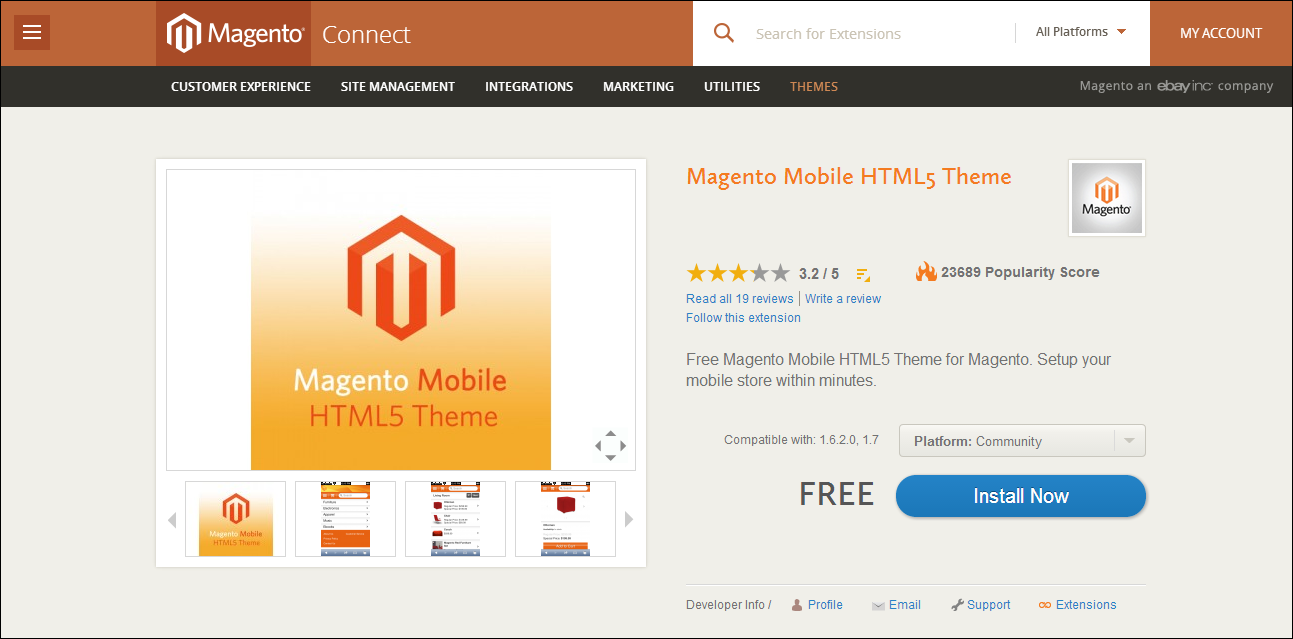 Magento Connect
Search for Extensions
All Platforms
MY ACCOUNT
CUSTOMER EXPERIENCE SITE MANAGEMENT INTEGRATIONS MARKETING UTILITIES THEMES
Magento an ebay inc company
Magento Mobile
HTML5 Theme
Magento Mobile
HTML5 Theme
Magento Mobile HTML5 Theme
Magento
3.2 / 5
23689 Popularity Score
Read all 19 reviews | Write a review
Follow this extension
Free Magento Mobile HTML5 Theme for Magento. Setup your
mobile store within minutes.
Compatible with: 1.6.2.0, 1.7
Platform: Community
FREE
Install Now
Developer Info / Profile Email Support Extensions